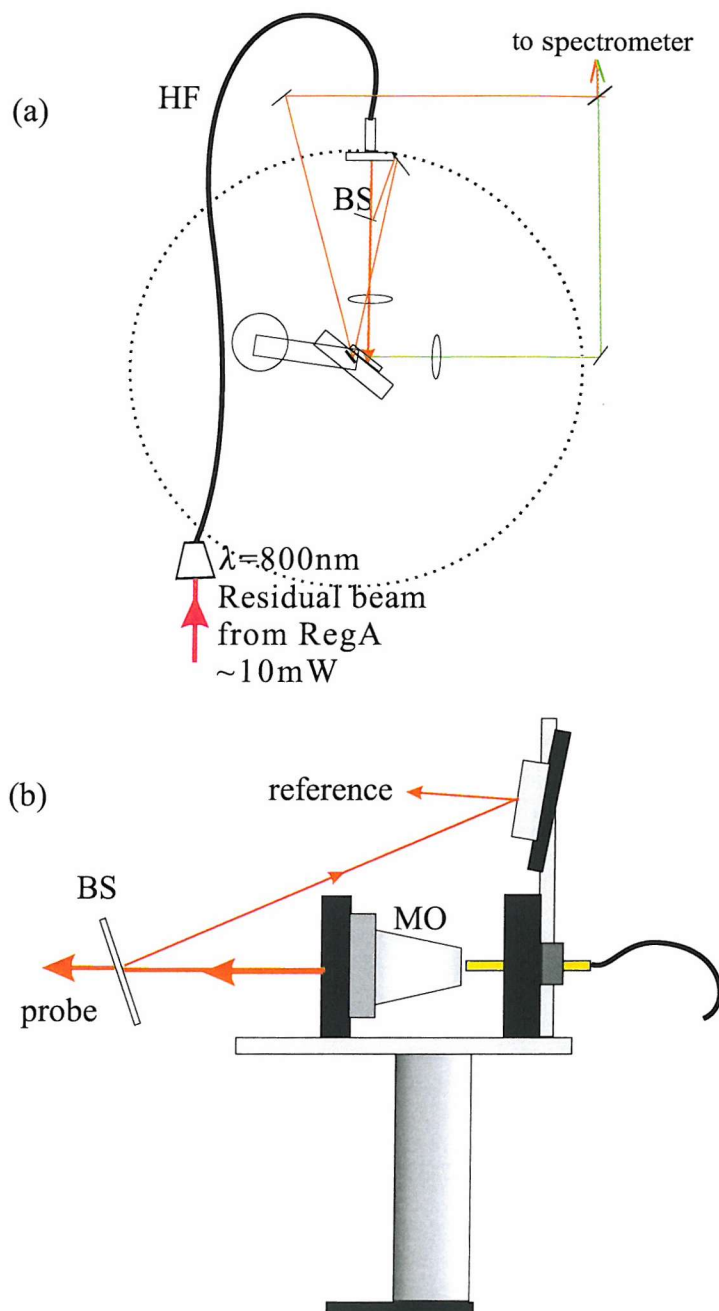 to spectrometer
HF
(a)
BS
λ=800nm
Residual beam
from RegA
~10mW
(b)
reference
BS
MO
probe